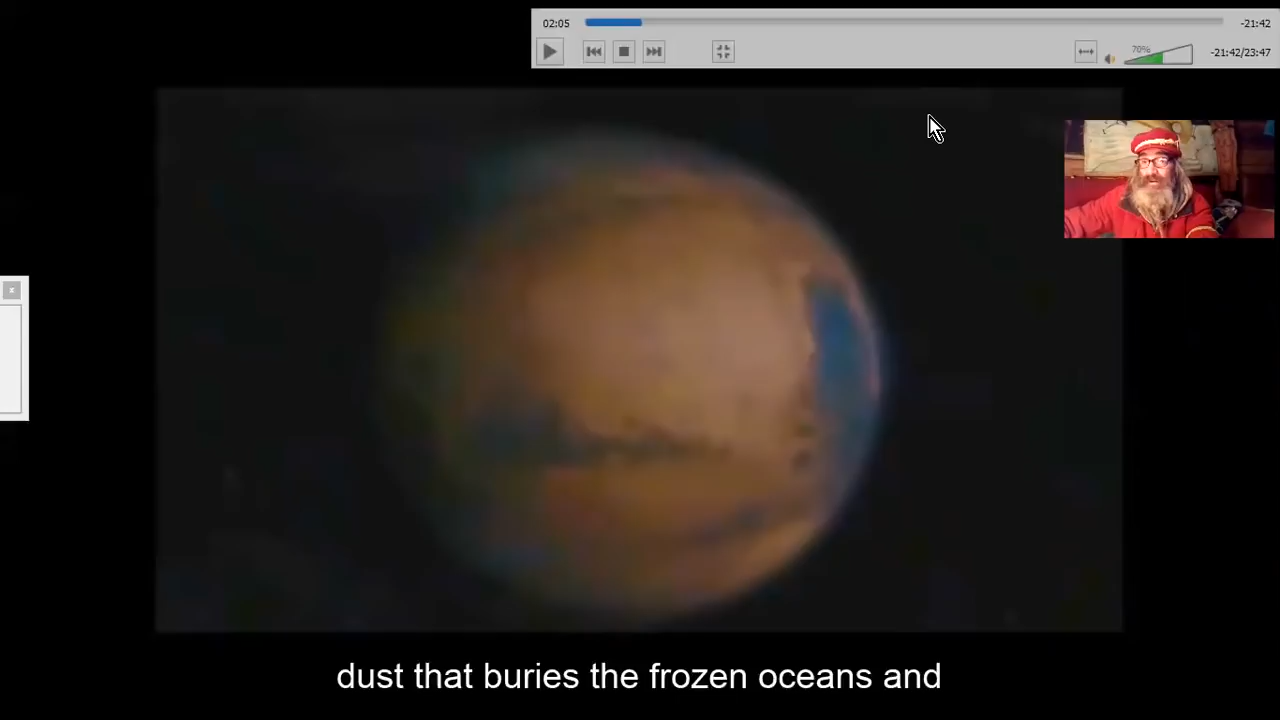 02:05
-21:42
70%
-21:42/23:47
x
dust that buries the frozen oceans and